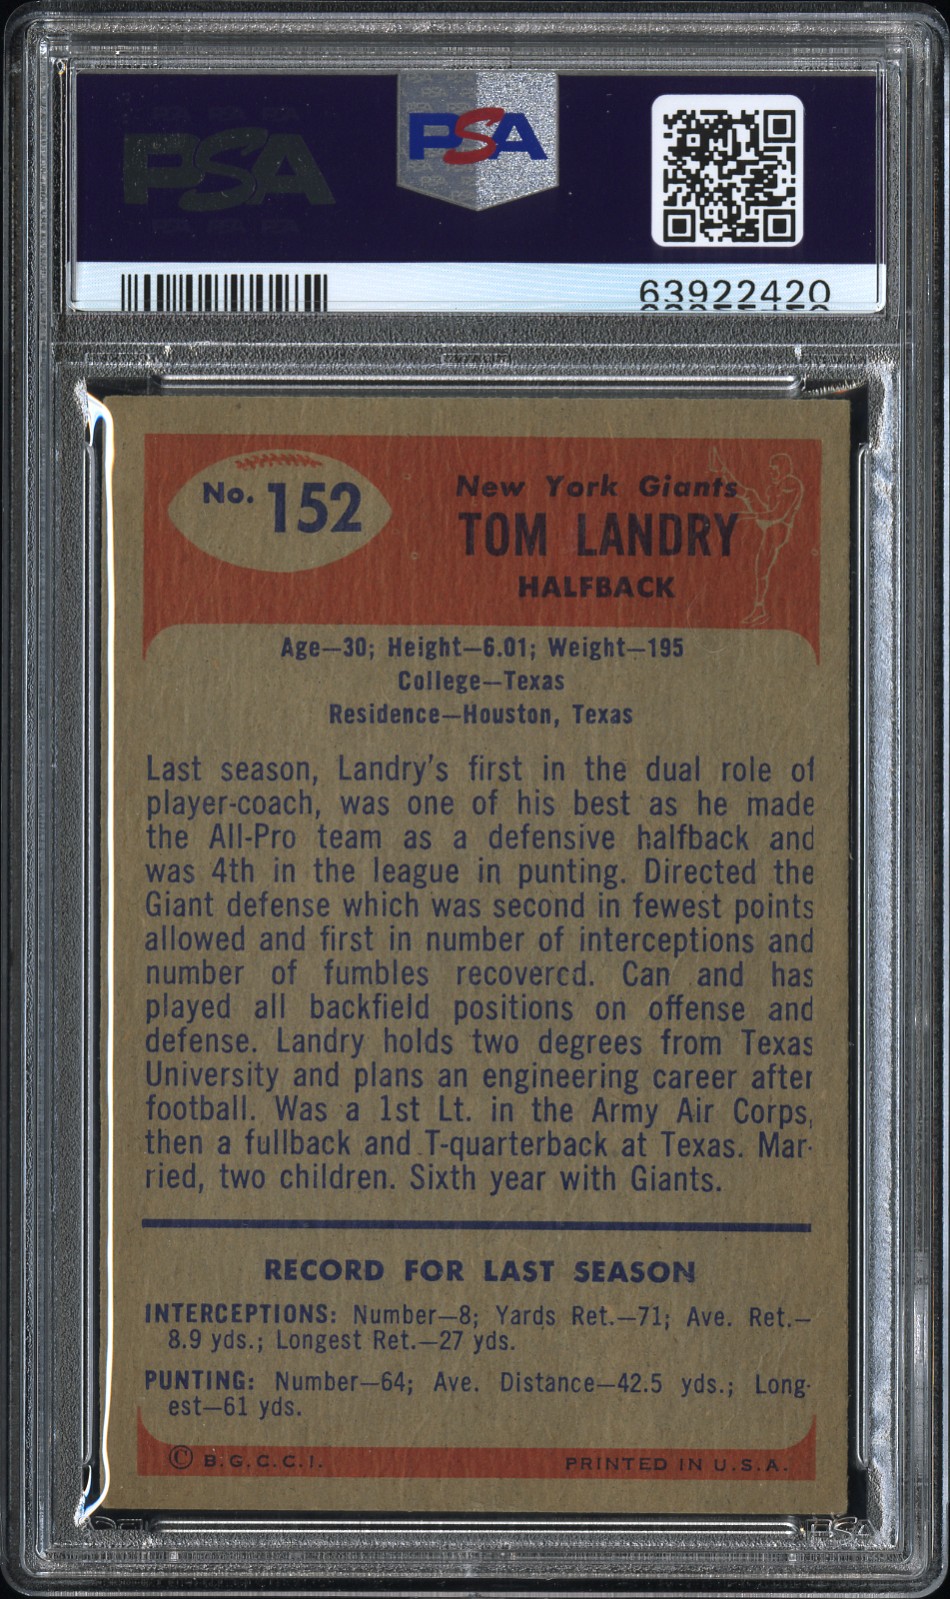 PSA
PSA
63922420
No. 152
New York Giants
TOM LANDRY
HALFBACK
Age—30; Height—6.01; Weight—195
College—Texas
Residence—Houston, Texas
Last season, Landry's first in the dual role of
player-coach, was one of his best as he made
the All-Pro team as a defensive halfback and
was 4th in the league in punting. Directed the
Giant defense which was second in fewest points
allowed and first in number of interceptions and
number of fumbles recovered. Can and has
played all backfield positions on offense and
defense. Landry holds two degrees from Texas
University and plans an engineering career after
football. Was a 1st Lt. in the Army Air Corps,
then a fullback and T-quarterback at Texas. Mar-
ried, two children. Sixth year with Giants.
RECORD FOR LAST SEASON
INTERCEPTIONS: Number—8; Yards Ret.—71; Ave. Ret.—
8.9 yds.; Longest Ret.—27 yds.
PUNTING: Number—64; Ave. Distance—42.5 yds.; Long-
est—61 yds.
© B.G.C.C.I. PRINTED IN U.S.A.
PSA